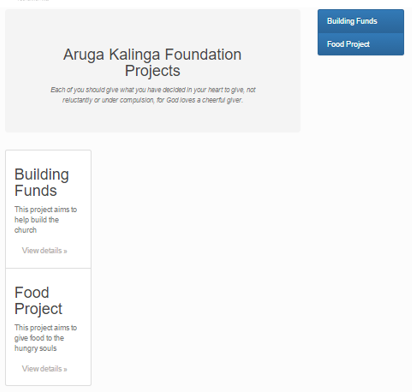 Aruga Kalinga Foundation
Projects
Each of you should give what you have decided in your heart to give, not
reluctantly or under compulsion, for God loves a cheerful giver.
Building Funds
Food Project
Building
Funds
This project aims to
help build the
church
View details »
Food
Project
This project aims to
give food to the
hungry souls
View details »